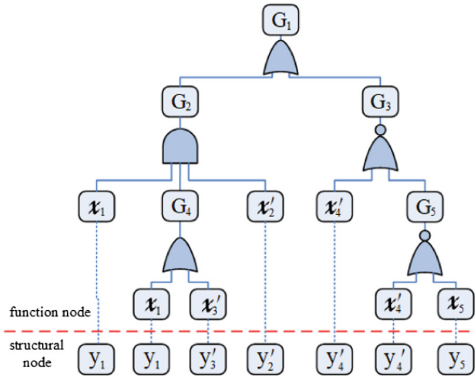 G₁
G₂ G₃
x₁ G₄ x₂′ x₄′ G₅
x₁ x₃′ x₄′ x₅
function node
structural
node
y₁ y₁ y₃′ y₂′ y₄′ y₄′ y₅